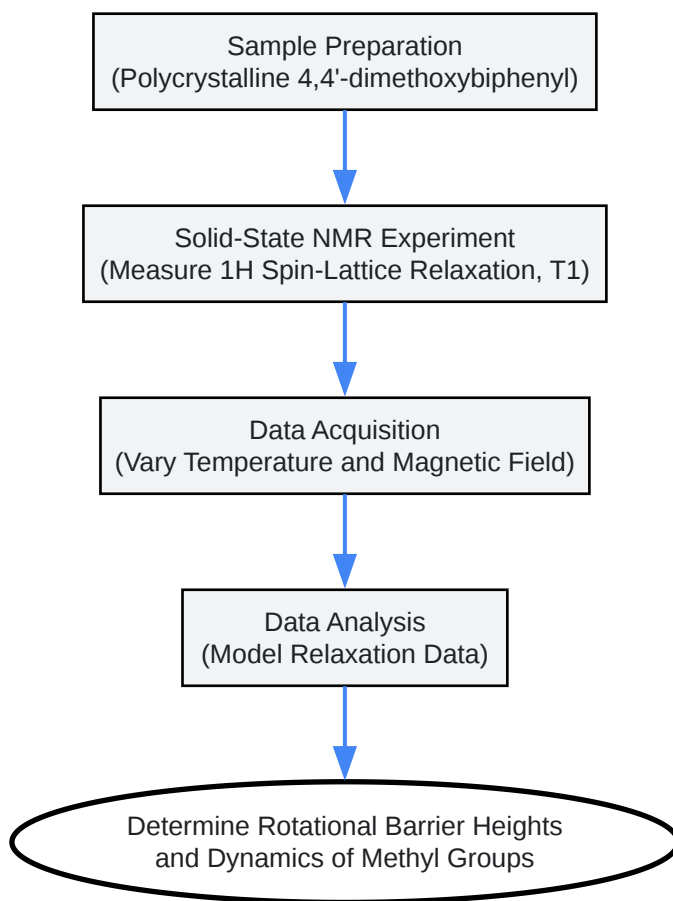 Sample Preparation
(Polycrystalline 4,4'-dimethoxybiphenyl)
Solid-State NMR Experiment
(Measure 1H Spin-Lattice Relaxation, T1)
Data Acquisition
(Vary Temperature and Magnetic Field)
Data Analysis
(Model Relaxation Data)
Determine Rotational Barrier Heights
and Dynamics of Methyl Groups